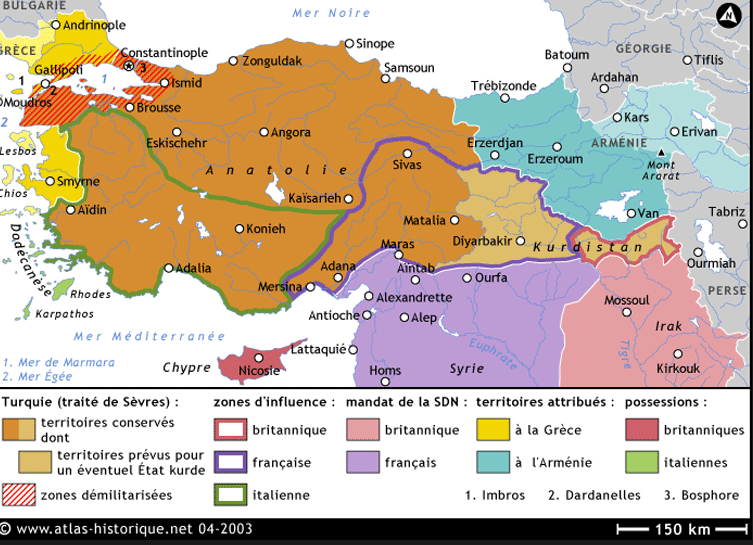 BULGARIE
Mer Noire
Andrinople
GRÈCE
Constantinople
Sinope
GÉORGIE
Zonguldak
Batoum
Tiflis
Gallipoli
3
Samsoun
1
2
1
Ismid
Ardahan
Moudros
Brousse
Trébizonde
Kars
2
Eskischehr
Angora
Erzerdjan
Erivan
Lesbos
Erzeroum
ARMÉNIE
Sivas
Mont
Ararat
Anatolie
Chios
Smyrne
Kaïsarieh
Aïdin
Matalia
Van
Tabriz
Konieh
Diyarbakir
Kurdistan
Dodécanèse
Maras
Adalia
Adana
Aïntab
Ourfa
Ourmiah
Rhodes
Mersina
Alexandrette
PERSE
Karpathos
Antioche
Alep
Mossoul
Mer Méditerranée
Irak
Lattaquié
Euphrate
Tigre
1. Mer de Marmara
2. Mer Égée
Chypre
Nicosie
Homs
Syrie
Kirkouk
Turquie (traité de Sèvres) :
territoires conservés
dont
territoires prévus pour
un éventuel État kurde
zones démilitarisées
zones d'influence :
britannique
française
italienne
mandat de la SDN :
britannique
français
territoires attribués :
à la Grèce
à l'Arménie
possessions :
britanniques
italiennes
1. Imbros 2. Dardanelles 3. Bosphore
© www.atlas-historique.net 04-2003
150 km